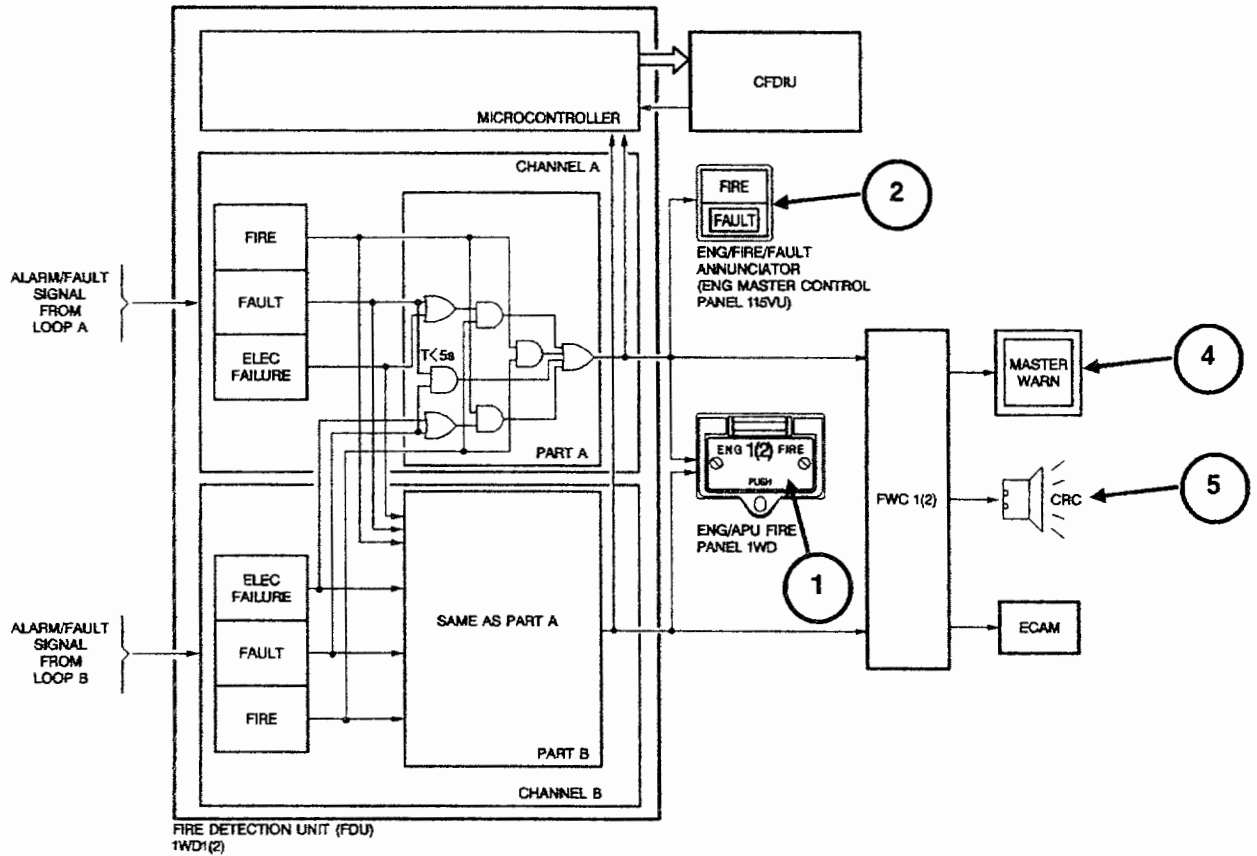 MICROCONTROLLER
CFDIU
CHANNEL A
FIRE
FAULT
ELEC
FAILURE
T<5s
PART A
ALARM/FAULT
SIGNAL
FROM
LOOP A
FIRE
FAULT
2
ENG/FIRE/FAULT
ANNUNCIATOR
(ENG MASTER CONTROL
PANEL 115VU)
ENG 1(2) FIRE
PUSH
ENG/APU FIRE
PANEL 1WD
1
FWC 1(2)
MASTER
WARN
4
CRC
5
ECAM
ELEC
FAILURE
FAULT
FIRE
SAME AS PART A
PART B
CHANNEL B
ALARM/FAULT
SIGNAL
FROM
LOOP B
FIRE DETECTION UNIT (FDU)
1WD1(2)